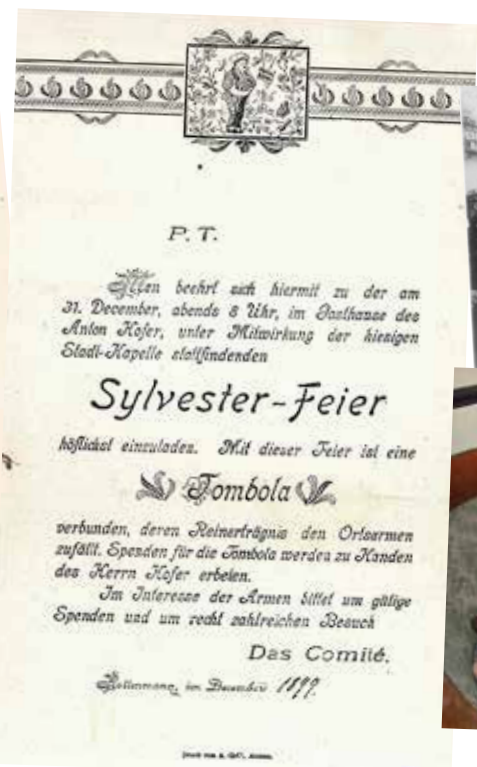 P. T.
Man beehrt sich hiermit zu der am
31. December, abends 8 Uhr, im Gasthause des
Anton Hofer, unter Mitwirkung der hiesigen
Stadt-Kapelle stattfindenden
Sylvester-Feier
höflichst einzuladen. Mit dieser Feier ist eine
Tombola
verbunden, deren Reinerträgnis den Ortsarmen
zufällt. Spenden für die Tombola werden zu Handen
des Herrn Hofer erbeten.
Im Interesse der Armen bittet um gütige
Spenden und um recht zahlreichen Besuch
Das Comité.
im December 1899.
Druck von A.